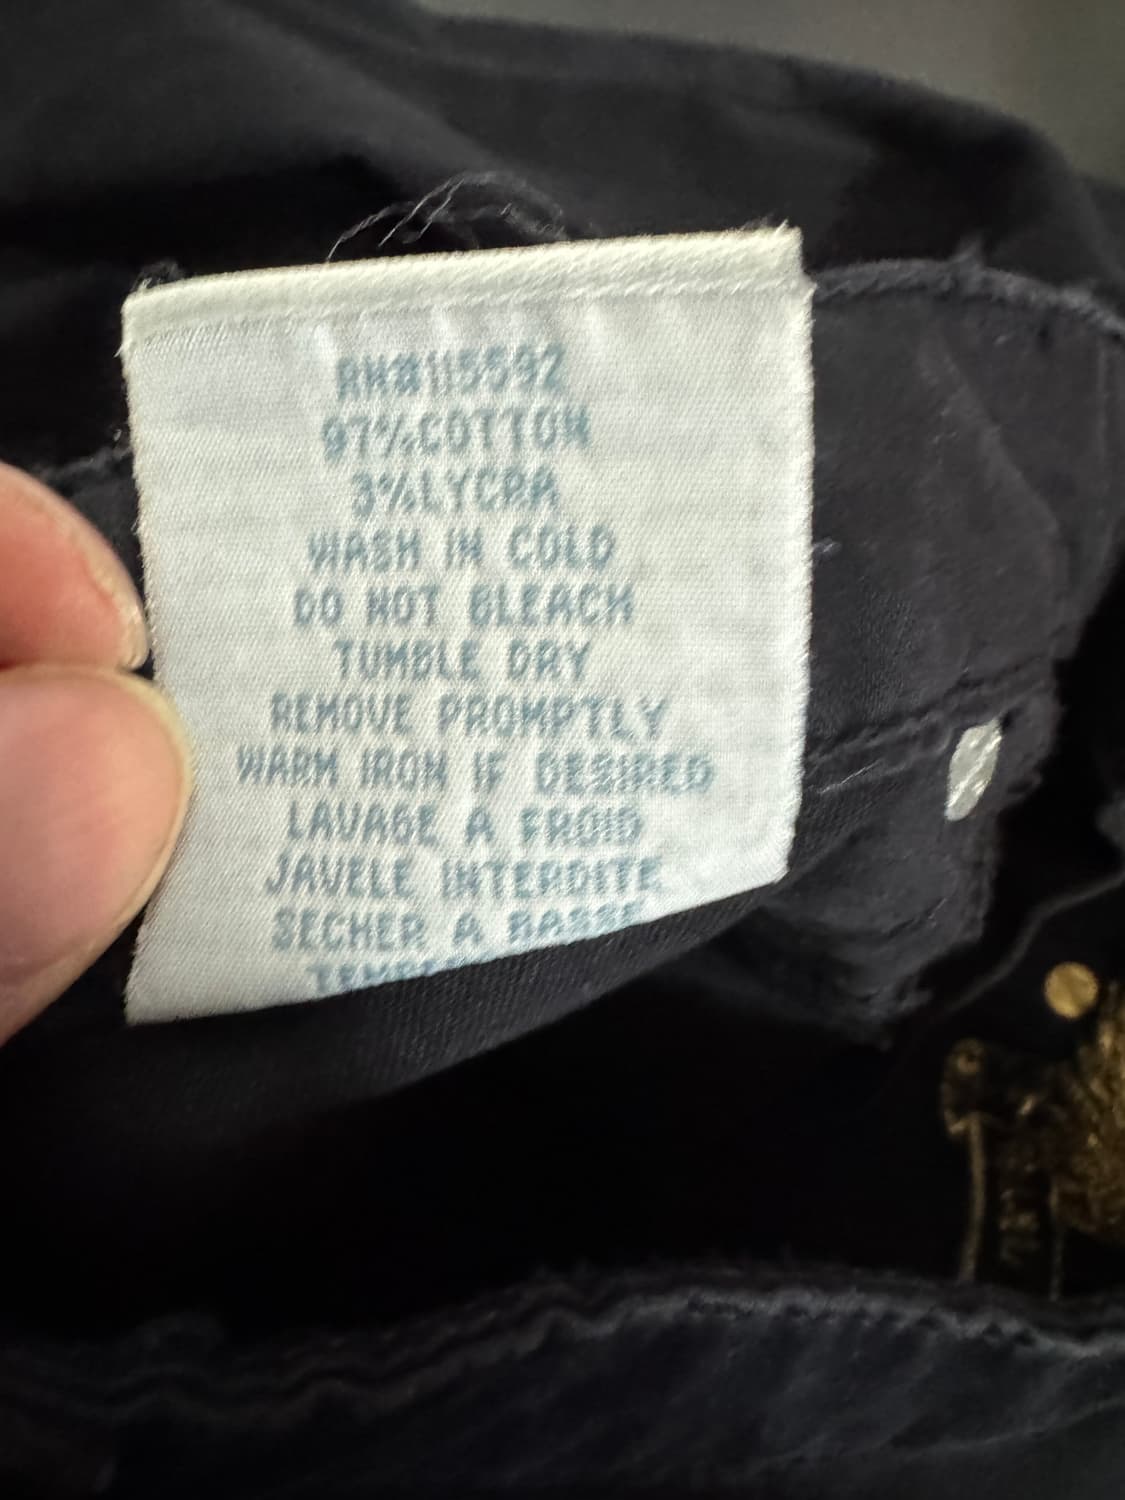 RN#115592
97%COTTON
3%LYCRA
WASH IN COLD
DO NOT BLEACH
TUMBLE DRY
REMOVE PROMPTLY
WARM IRON IF DESIRED
LAVAGE A FROID
JAVELE INTERDITE
SECHER A BASSE